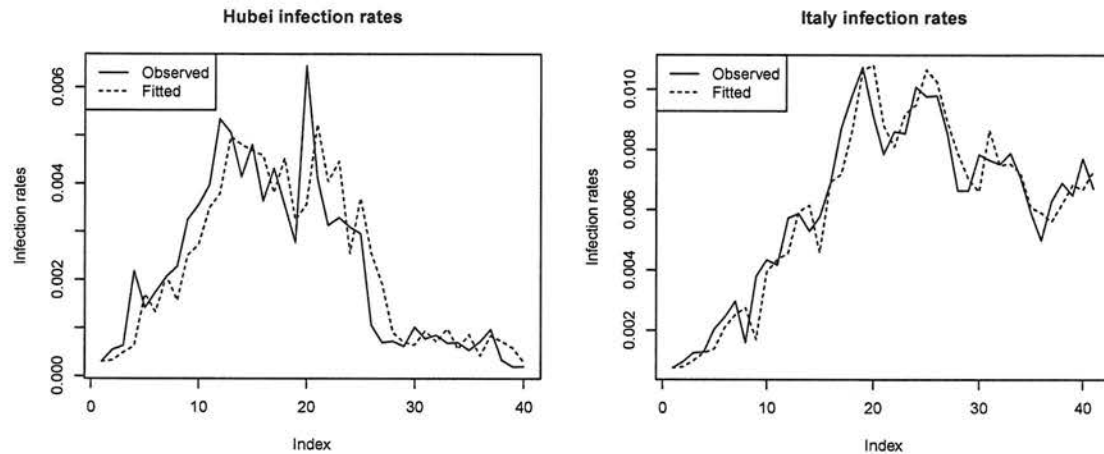 Hubei infection rates
Observed
Fitted
Infection rates
0.000
0.002
0.004
0.006
0
10
20
30
40
Index
Italy infection rates
Observed
Fitted
Infection rates
0.002
0.004
0.006
0.008
0.010
0
10
20
30
40
Index